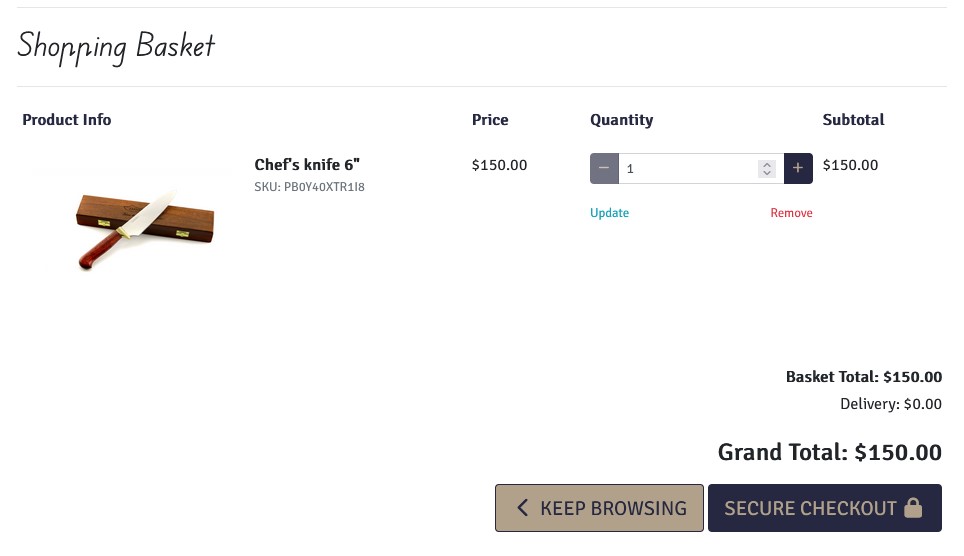 Shopping Basket
Product Info Price Quantity Subtotal
Chef's knife 6" $150.00 − 1 + $150.00
SKU: PB0Y40XTR1I8
Update Remove
Basket Total: $150.00
Delivery: $0.00
Grand Total: $150.00
KEEP BROWSING SECURE CHECKOUT